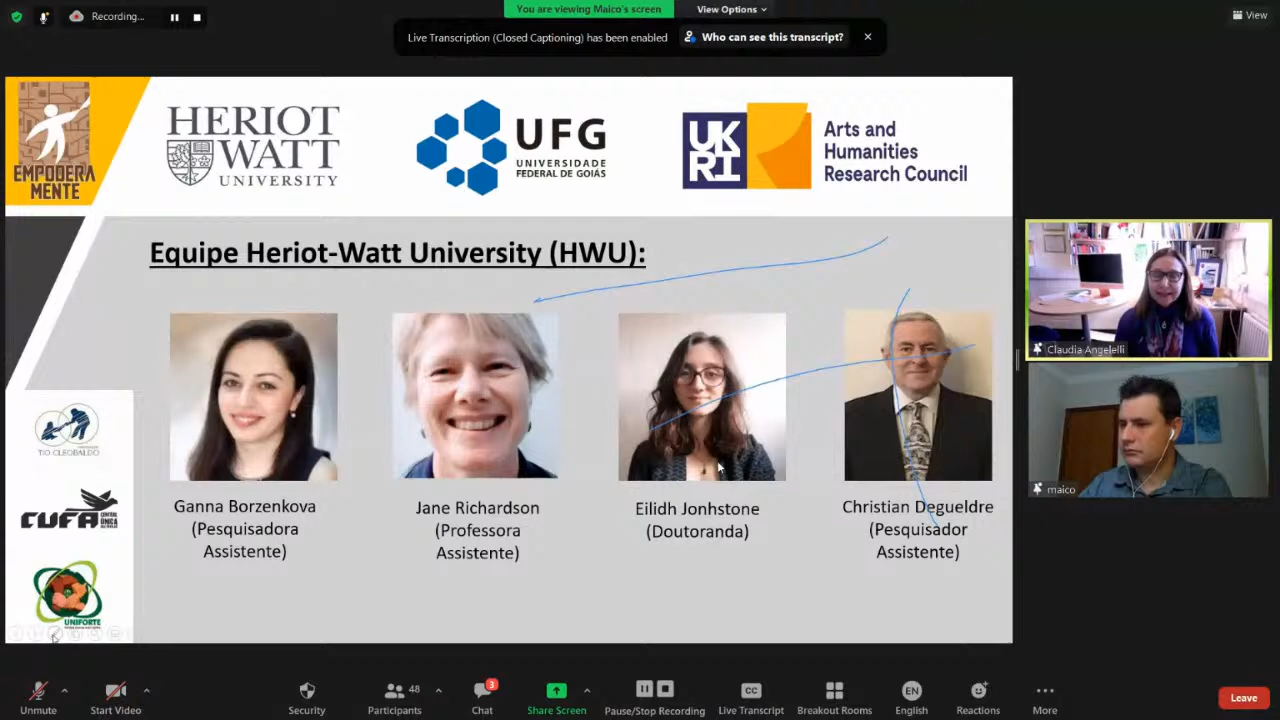 Recording...
You are viewing Maico's screen
View Options
View
Live Transcription (Closed Captioning) has been enabled
Who can see this transcript?
EMPODERA
MENTE
HERIOT
WATT
UNIVERSITY
UFG
UNIVERSIDADE
FEDERAL DE GOIÁS
UK
RI
Arts and
Humanities
Research Council
Equipe Heriot-Watt University (HWU):
Ganna Borzenkova
(Pesquisadora
Assistente)
Jane Richardson
(Professora
Assistente)
Eilidh Jonhstone
(Doutoranda)
Christian Degueldre
(Pesquisador
Assistente)
TIO CLEOBALDO
CUFA
CENTRAL
ÚNICA
UNIFORTE
Claudia Angelelli
maico
Unmute
Start Video
Security
48
Participants
3
Chat
Share Screen
Pause/Stop Recording
CC
Live Transcript
Breakout Rooms
EN
English
Reactions
More
Leave